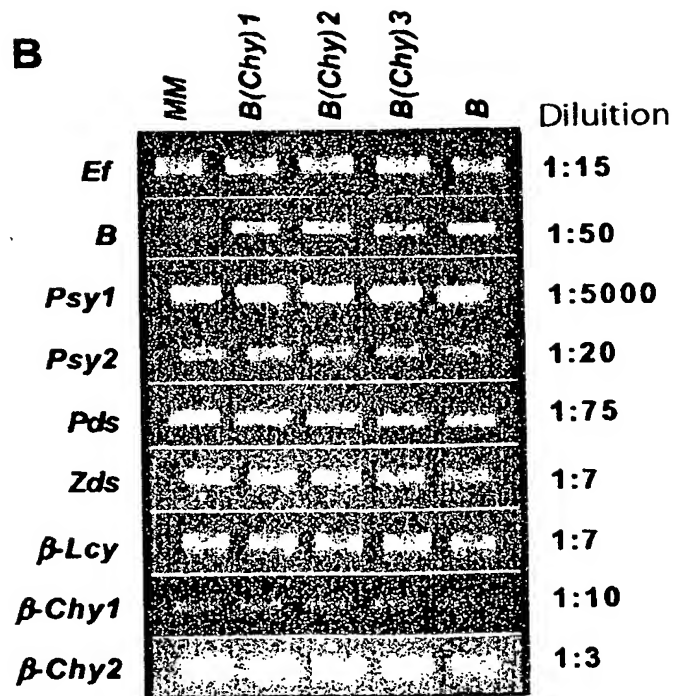 B
MM B(Chy)1 B(Chy)2 B(Chy)3 B Diluition
Ef 1:15
B 1:50
Psy1 1:5000
Psy2 1:20
Pds 1:75
Zds 1:7
β-Lcy 1:7
β-Chy1 1:10
β-Chy2 1:3